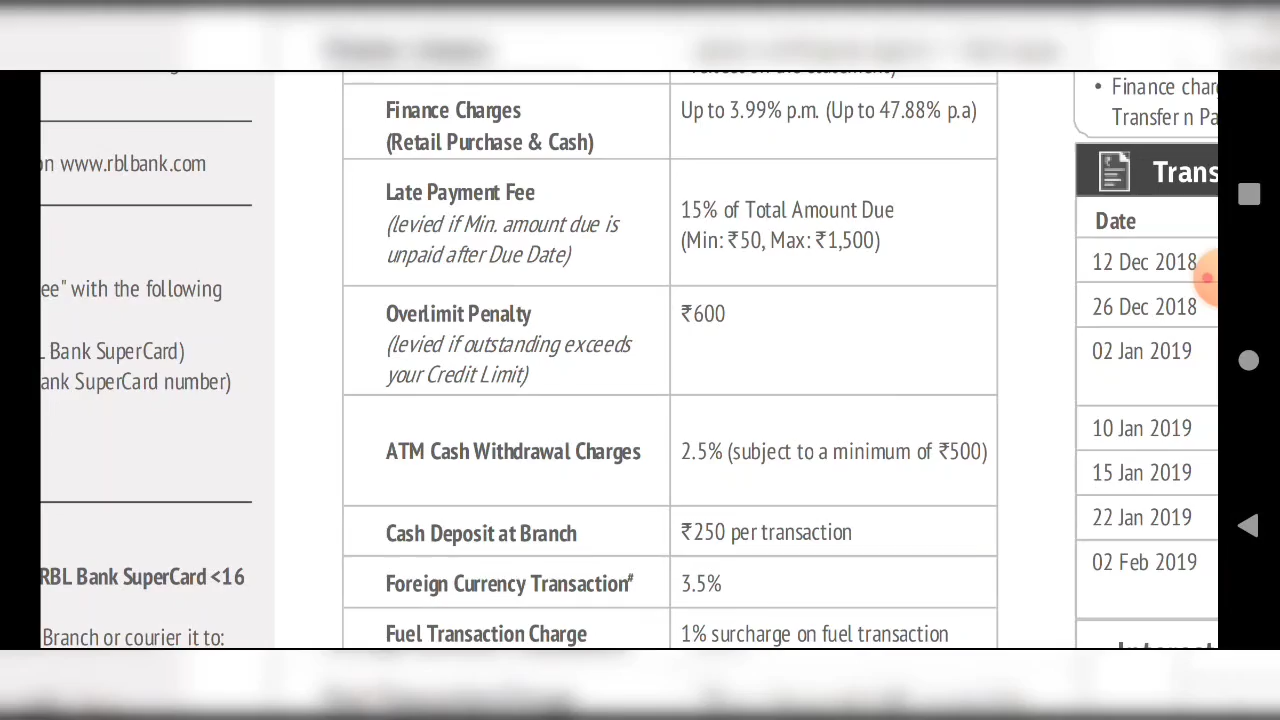 on www.rblbank.com
ee" with the following
Bank SuperCard)
ank SuperCard number)
RBL Bank SuperCard <16
Branch or courier it to:
Finance Charges
(Retail Purchase & Cash)
Up to 3.99% p.m. (Up to 47.88% p.a)
Late Payment Fee
(levied if Min. amount due is
unpaid after Due Date)
15% of Total Amount Due
(Min: ₹50, Max: ₹1,500)
Overlimit Penalty
(levied if outstanding exceeds
your Credit Limit)
₹600
ATM Cash Withdrawal Charges
2.5% (subject to a minimum of ₹500)
Cash Deposit at Branch
₹250 per transaction
Foreign Currency Transaction#
3.5%
Fuel Transaction Charge
1% surcharge on fuel transaction
• Finance char
Transfer n Pa
Trans
Date
12 Dec 2018
26 Dec 2018
02 Jan 2019
10 Jan 2019
15 Jan 2019
22 Jan 2019
02 Feb 2019